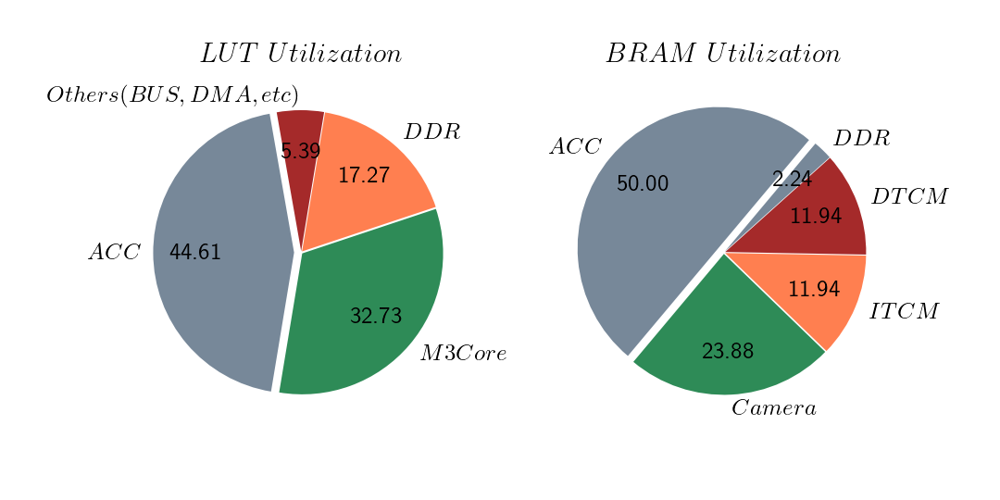 LUT Utilization
Others(BUS, DMA, etc)
5.39
DDR
17.27
ACC
44.61
32.73
M3Core
BRAM Utilization
ACC
50.00
DDR
2.24
DTCM
11.94
11.94
ITCM
23.88
Camera